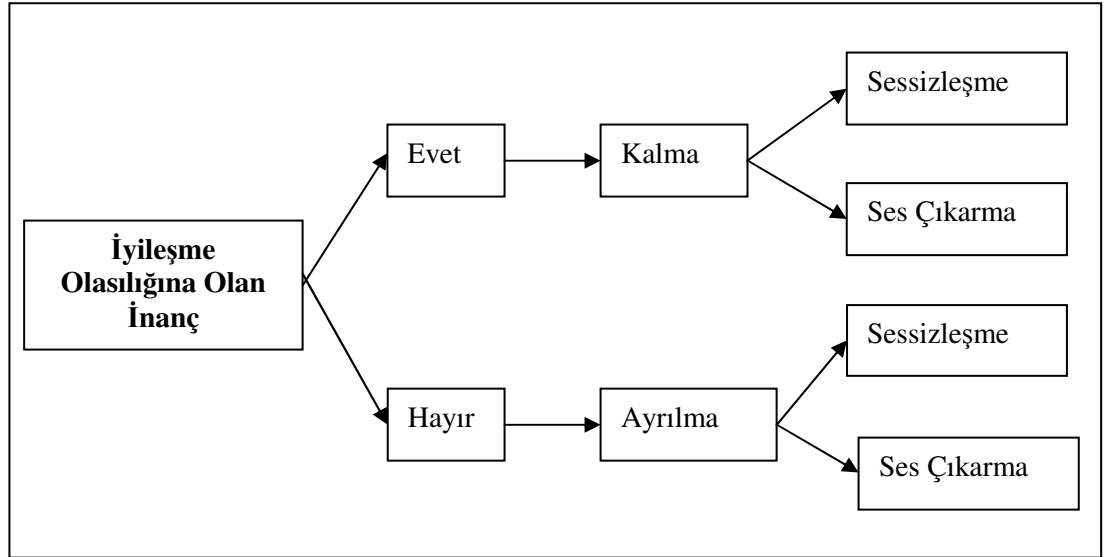 İyileşme
Olasılığına Olan
İnanç
Evet
Kalma
Sessizleşme
Ses Çıkarma
Hayır
Ayrılma
Sessizleşme
Ses Çıkarma